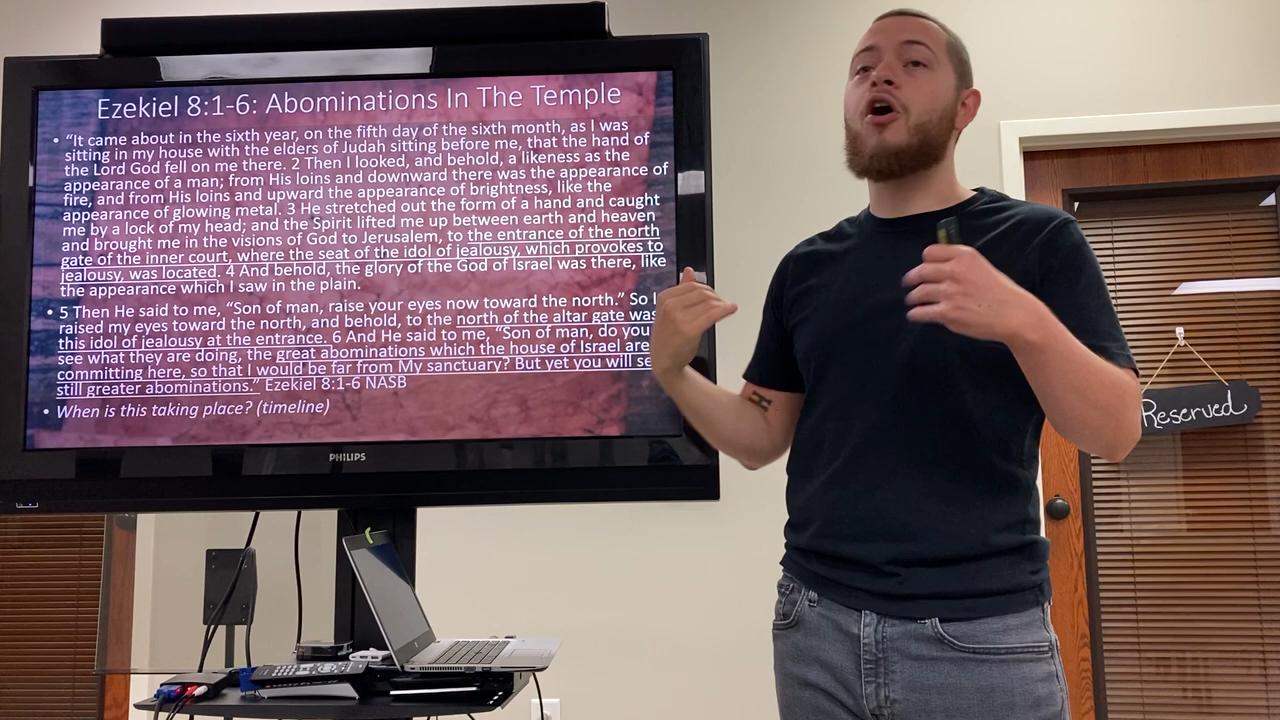 Ezekiel 8:1-6: Abominations In The Temple
• “It came about in the sixth year, on the fifth day of the sixth month, as I was
sitting in my house with the elders of Judah sitting before me, that the hand of
the Lord God fell on me there. 2 Then I looked, and behold, a likeness as the
appearance of a man; from His loins and downward there was the appearance of
fire, and from His loins and upward the appearance of brightness, like the
appearance of glowing metal. 3 He stretched out the form of a hand and caught
me by a lock of my head; and the Spirit lifted me up between earth and heaven
and brought me in the visions of God to Jerusalem, to the entrance of the north
gate of the inner court, where the seat of the idol of jealousy, which provokes to
jealousy, was located. 4 And behold, the glory of the God of Israel was there, like
the appearance which I saw in the plain.
• 5 Then He said to me, “Son of man, raise your eyes now toward the north.” So I
raised my eyes toward the north, and behold, to the north of the altar gate was
this idol of jealousy at the entrance. 6 And He said to me, “Son of man, do you
see what they are doing, the great abominations which the house of Israel are
committing here, so that I would be far from My sanctuary? But yet you will se
still greater abominations.” Ezekiel 8:1-6 NASB
• When is this taking place? (timeline)
PHILIPS
Reserved